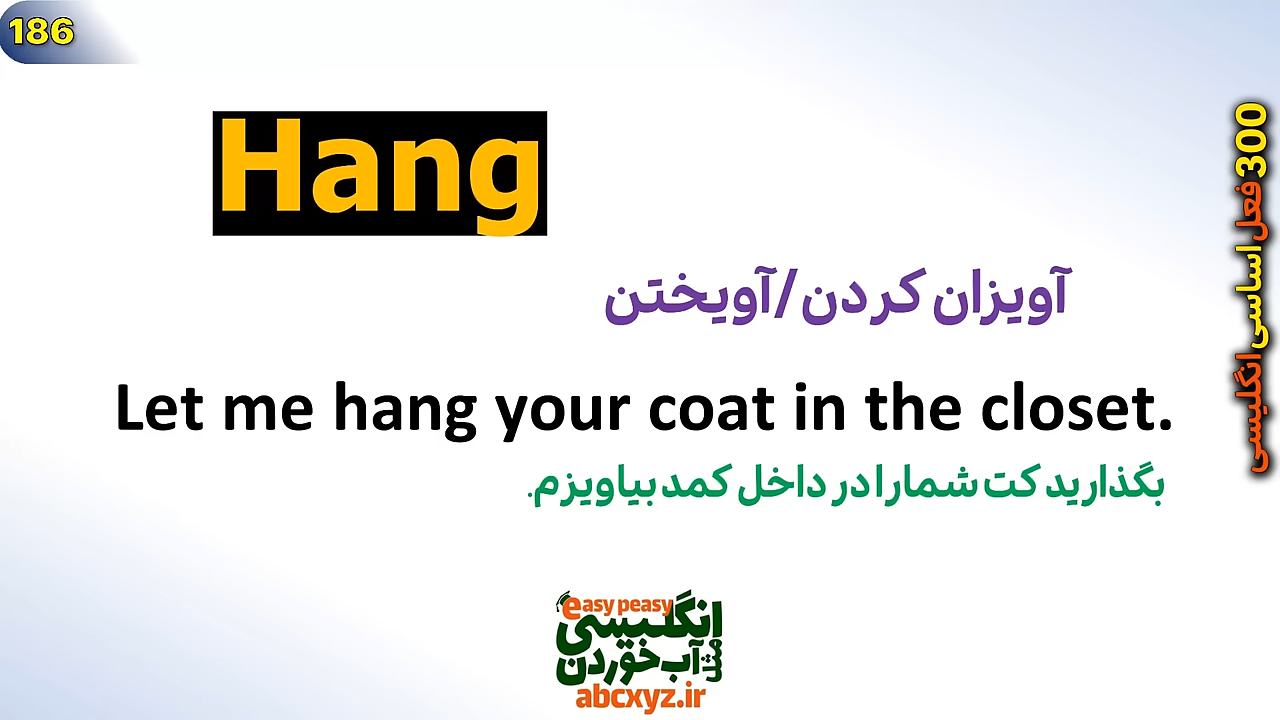 186
Hang
آویزان کردن/آویختن
Let me hang your coat in the closet.
بگذارید کت شما را در داخل کمد بیاویزم.
300 فعل اساسی انگلیسی
easy peasy
انگلیسی
مثل
آب خوردن
abcxyz.ir